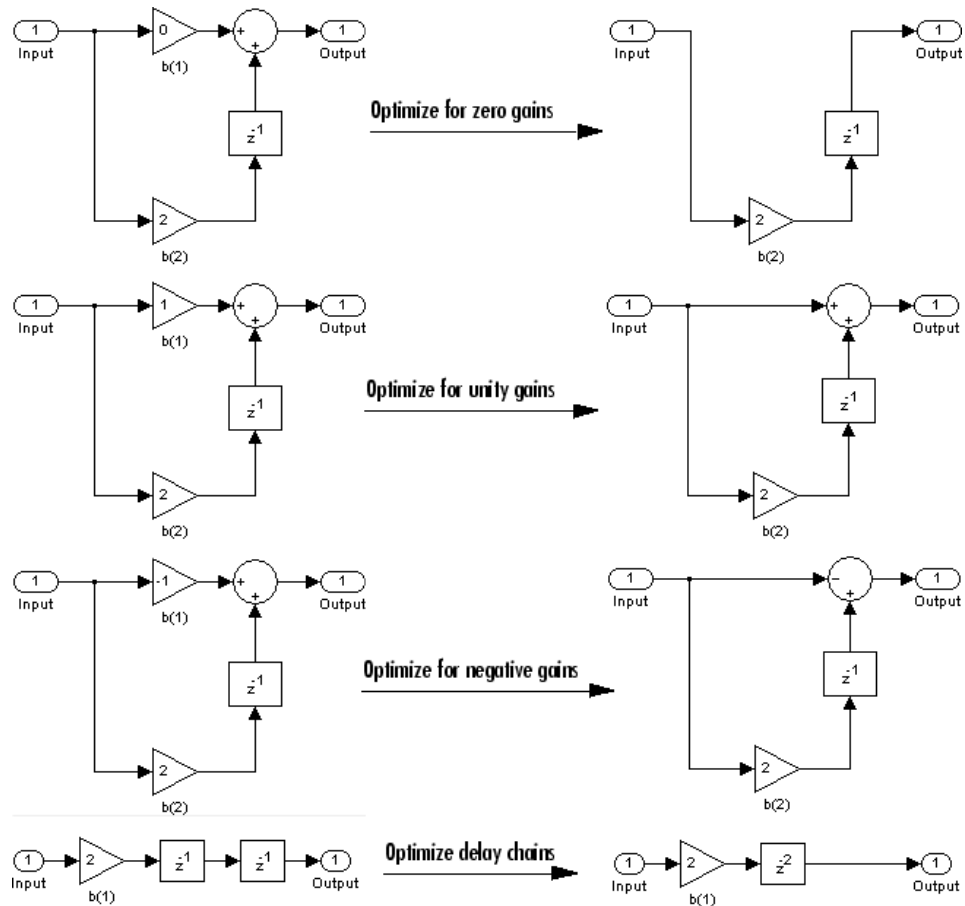 1 0 + 1
Input b(1) + Output
z-1
2
b(2)
Optimize for zero gains
1 1
Input Output
z-1
2
b(2)
1 1 + 1
Input b(1) + Output
z-1
2
b(2)
Optimize for unity gains
1 + 1
Input + Output
z-1
2
b(2)
1 -1 + 1
Input b(1) + Output
z-1
2
b(2)
Optimize for negative gains
1 − 1
Input + Output
z-1
2
b(2)
1 2 z-1 z-1 1
Input b(1) Output
Optimize delay chains
1 2 z-2 1
Input b(1) Output